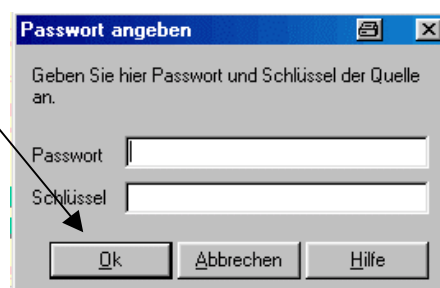 Passwort angeben
Geben Sie hier Passwort und Schlüssel der Quelle
an.
Passwort
Schlüssel
Ok Abbrechen Hilfe